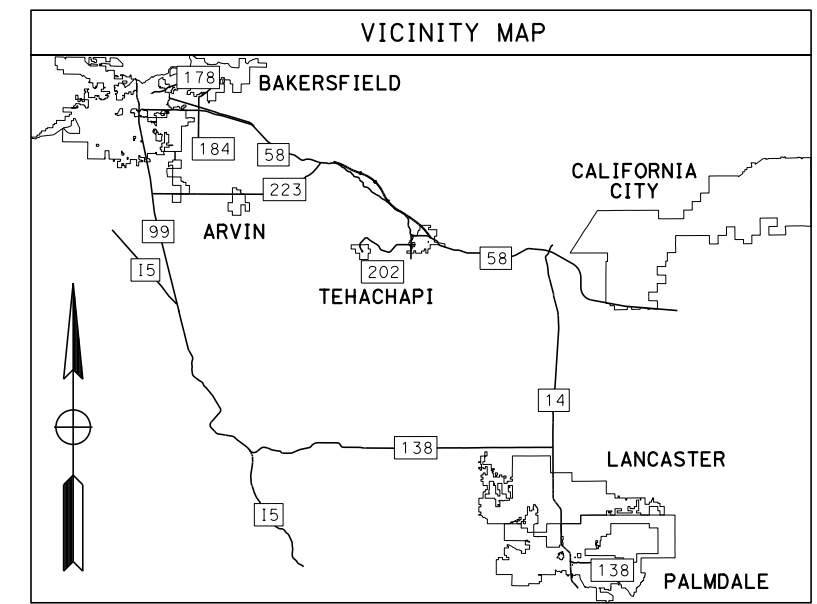 VICINITY MAP
178
BAKERSFIELD
184
58
CALIFORNIA
CITY
223
ARVIN
99
58
I5
202
TEHACHAPI
14
138
LANCASTER
I5
138
PALMDALE